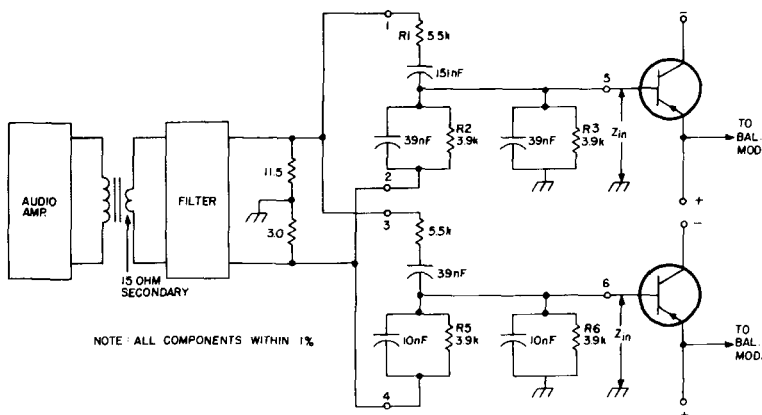 AUDIO
AMP.
15 OHM
SECONDARY
FILTER
11.5
3.0
NOTE : ALL COMPONENTS WITHIN 1%
1
R1
5.5k
151nF
39nF
R2
3.9k
2
39nF
R3
3.9k
5
Zin
–
TO
BAL.
MOD.
+
3
5.5k
39nF
10nF
R5
3.9k
4
10nF
R6
3.9k
6
Zin
–
TO
BAL.
MOD.
+